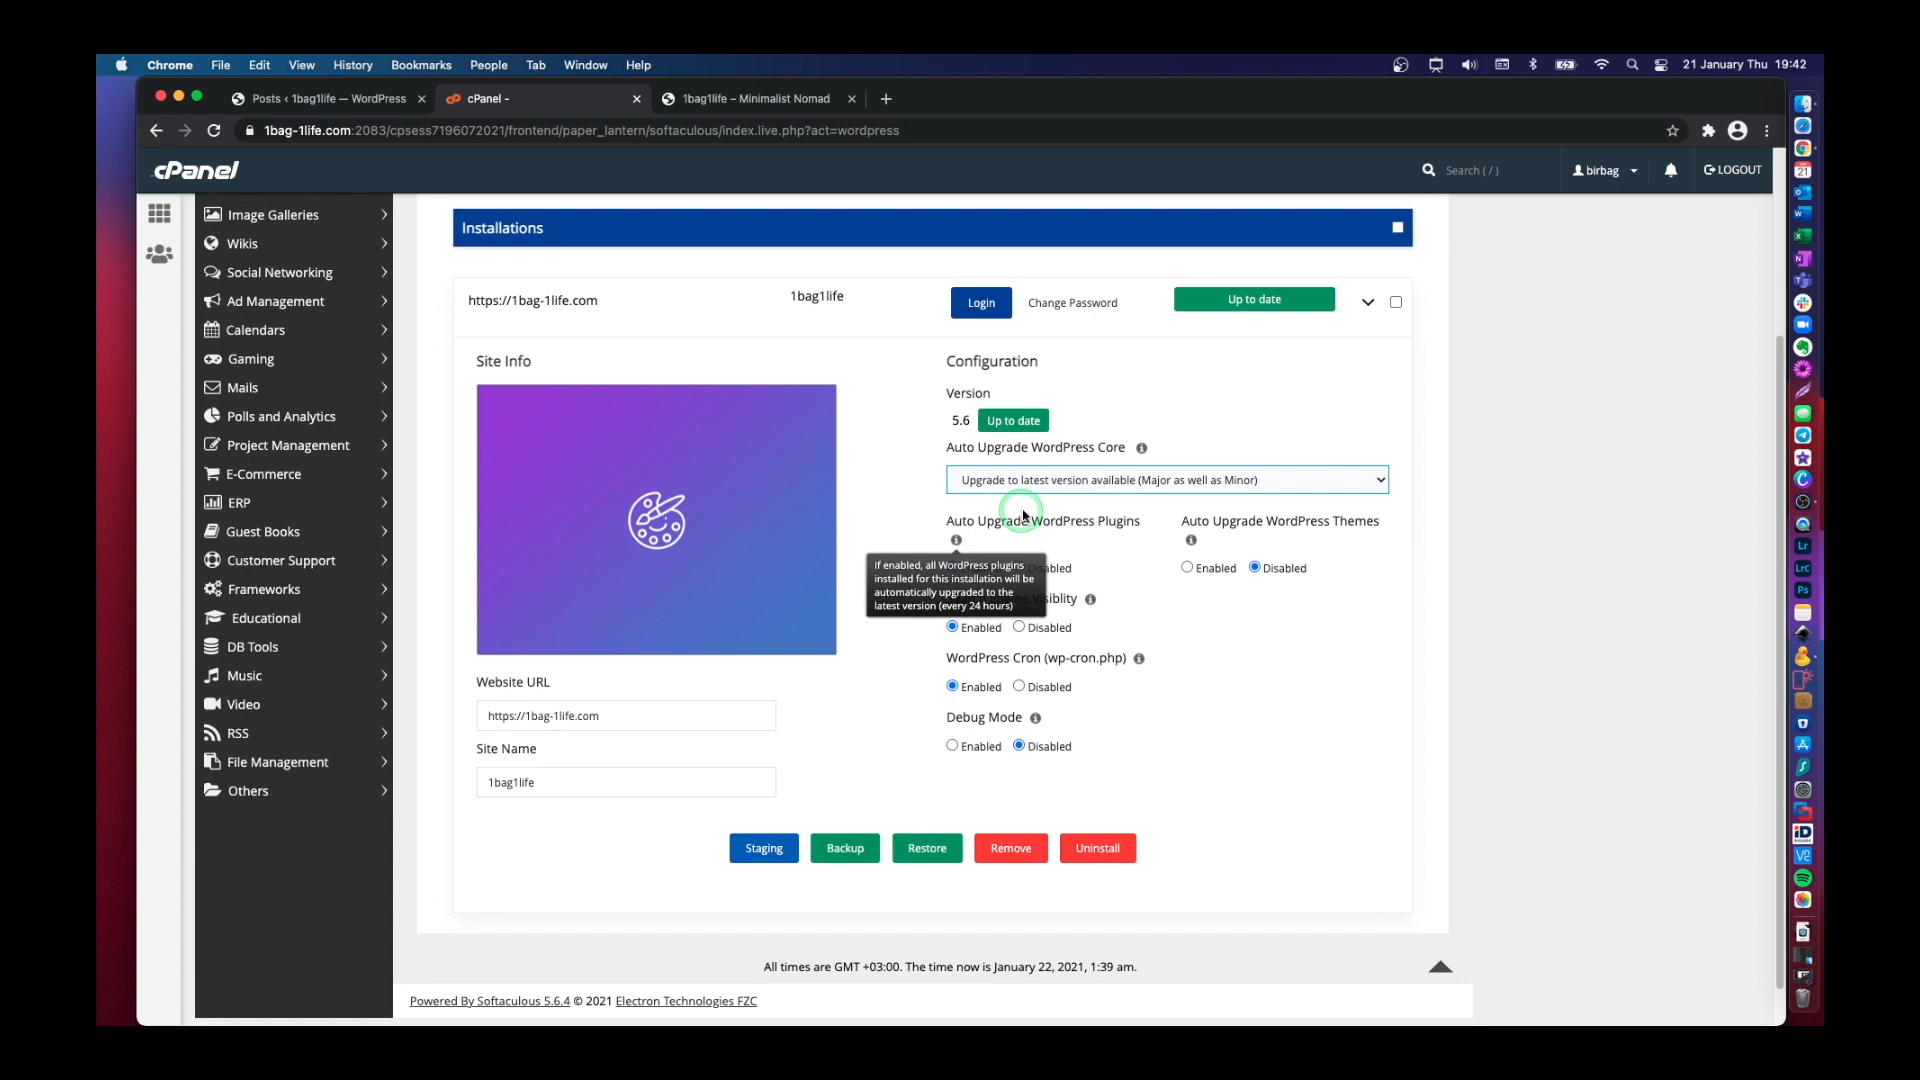 Chrome File Edit View History Bookmarks People Tab Window Help
21 January Thu 19:42
Posts ‹ 1bag1life — WordPress
cPanel -
1bag1life – Minimalist Nomad
1bag-1life.com:2083/cpsess7196072021/frontend/paper_lantern/softaculous/index.live.php?act=wordpress
cPanel
Search ( / )
birbag
LOGOUT
Image Galleries
Wikis
Social Networking
Ad Management
Calendars
Gaming
Mails
Polls and Analytics
Project Management
E-Commerce
ERP
Guest Books
Customer Support
Frameworks
Educational
DB Tools
Music
Video
RSS
File Management
Others
Installations
https://1bag-1life.com
1bag1life
Login
Change Password
Up to date
Site Info
Website URL
https://1bag-1life.com
Site Name
1bag1life
Configuration
Version
5.6 Up to date
Auto Upgrade WordPress Core
Upgrade to latest version available (Major as well as Minor)
Auto Upgrade WordPress Plugins
If enabled, all WordPress plugins
installed for this installation will be
automatically upgraded to the
latest version (every 24 hours)
Auto Upgrade WordPress Themes
Enabled Disabled
Enabled Disabled
WordPress Cron (wp-cron.php)
Enabled Disabled
Debug Mode
Enabled Disabled
Staging Backup Restore Remove Uninstall
All times are GMT +03:00. The time now is January 22, 2021, 1:39 am.
Powered By Softaculous 5.6.4 © 2021 Electron Technologies FZC